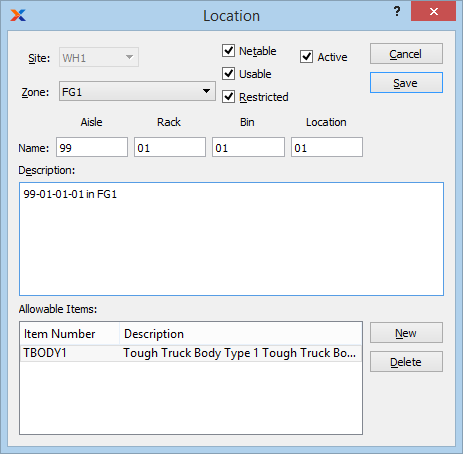 Location
?
Site: WH1
Netable
Active
Cancel
Usable
Save
Zone: FG1
Restricted
Aisle Rack Bin Location
Name: 99 01 01 01
Description:
99-01-01-01 in FG1
Allowable Items:
Item Number Description
New
TBODY1 Tough Truck Body Type 1 Tough Truck Bo...
Delete